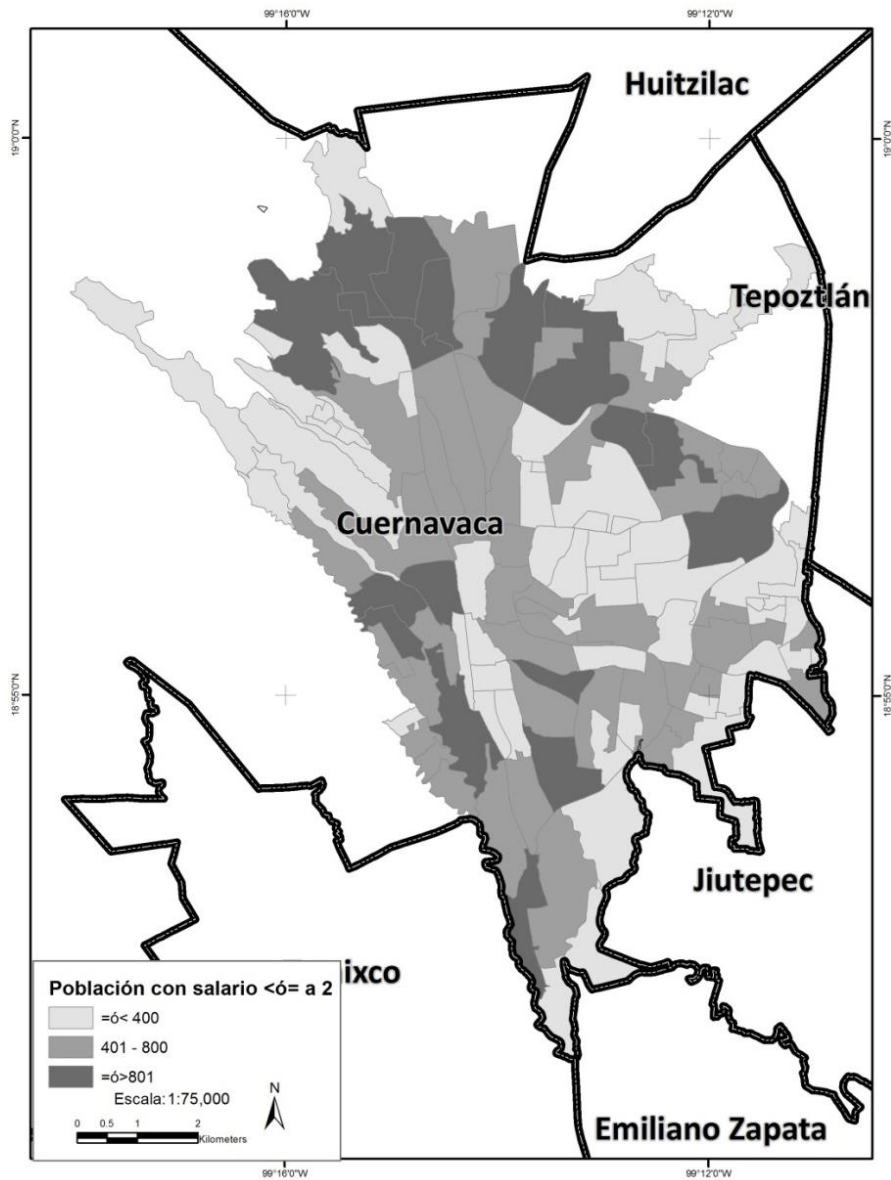 99°16'0"W
99°12'0"W
Huitzilac
19°0'0"N
19°0'0"N
Tepoztlán
Cuernavaca
18°55'0"N
18°55'0"N
Jiutepec
ixco
Población con salario <ó= a 2
=ó< 400
401 - 800
=ó>801
Escala: 1:75,000
N
0 0.5 1 2
Kilometers
Emiliano Zapata
99°16'0"W
99°12'0"W